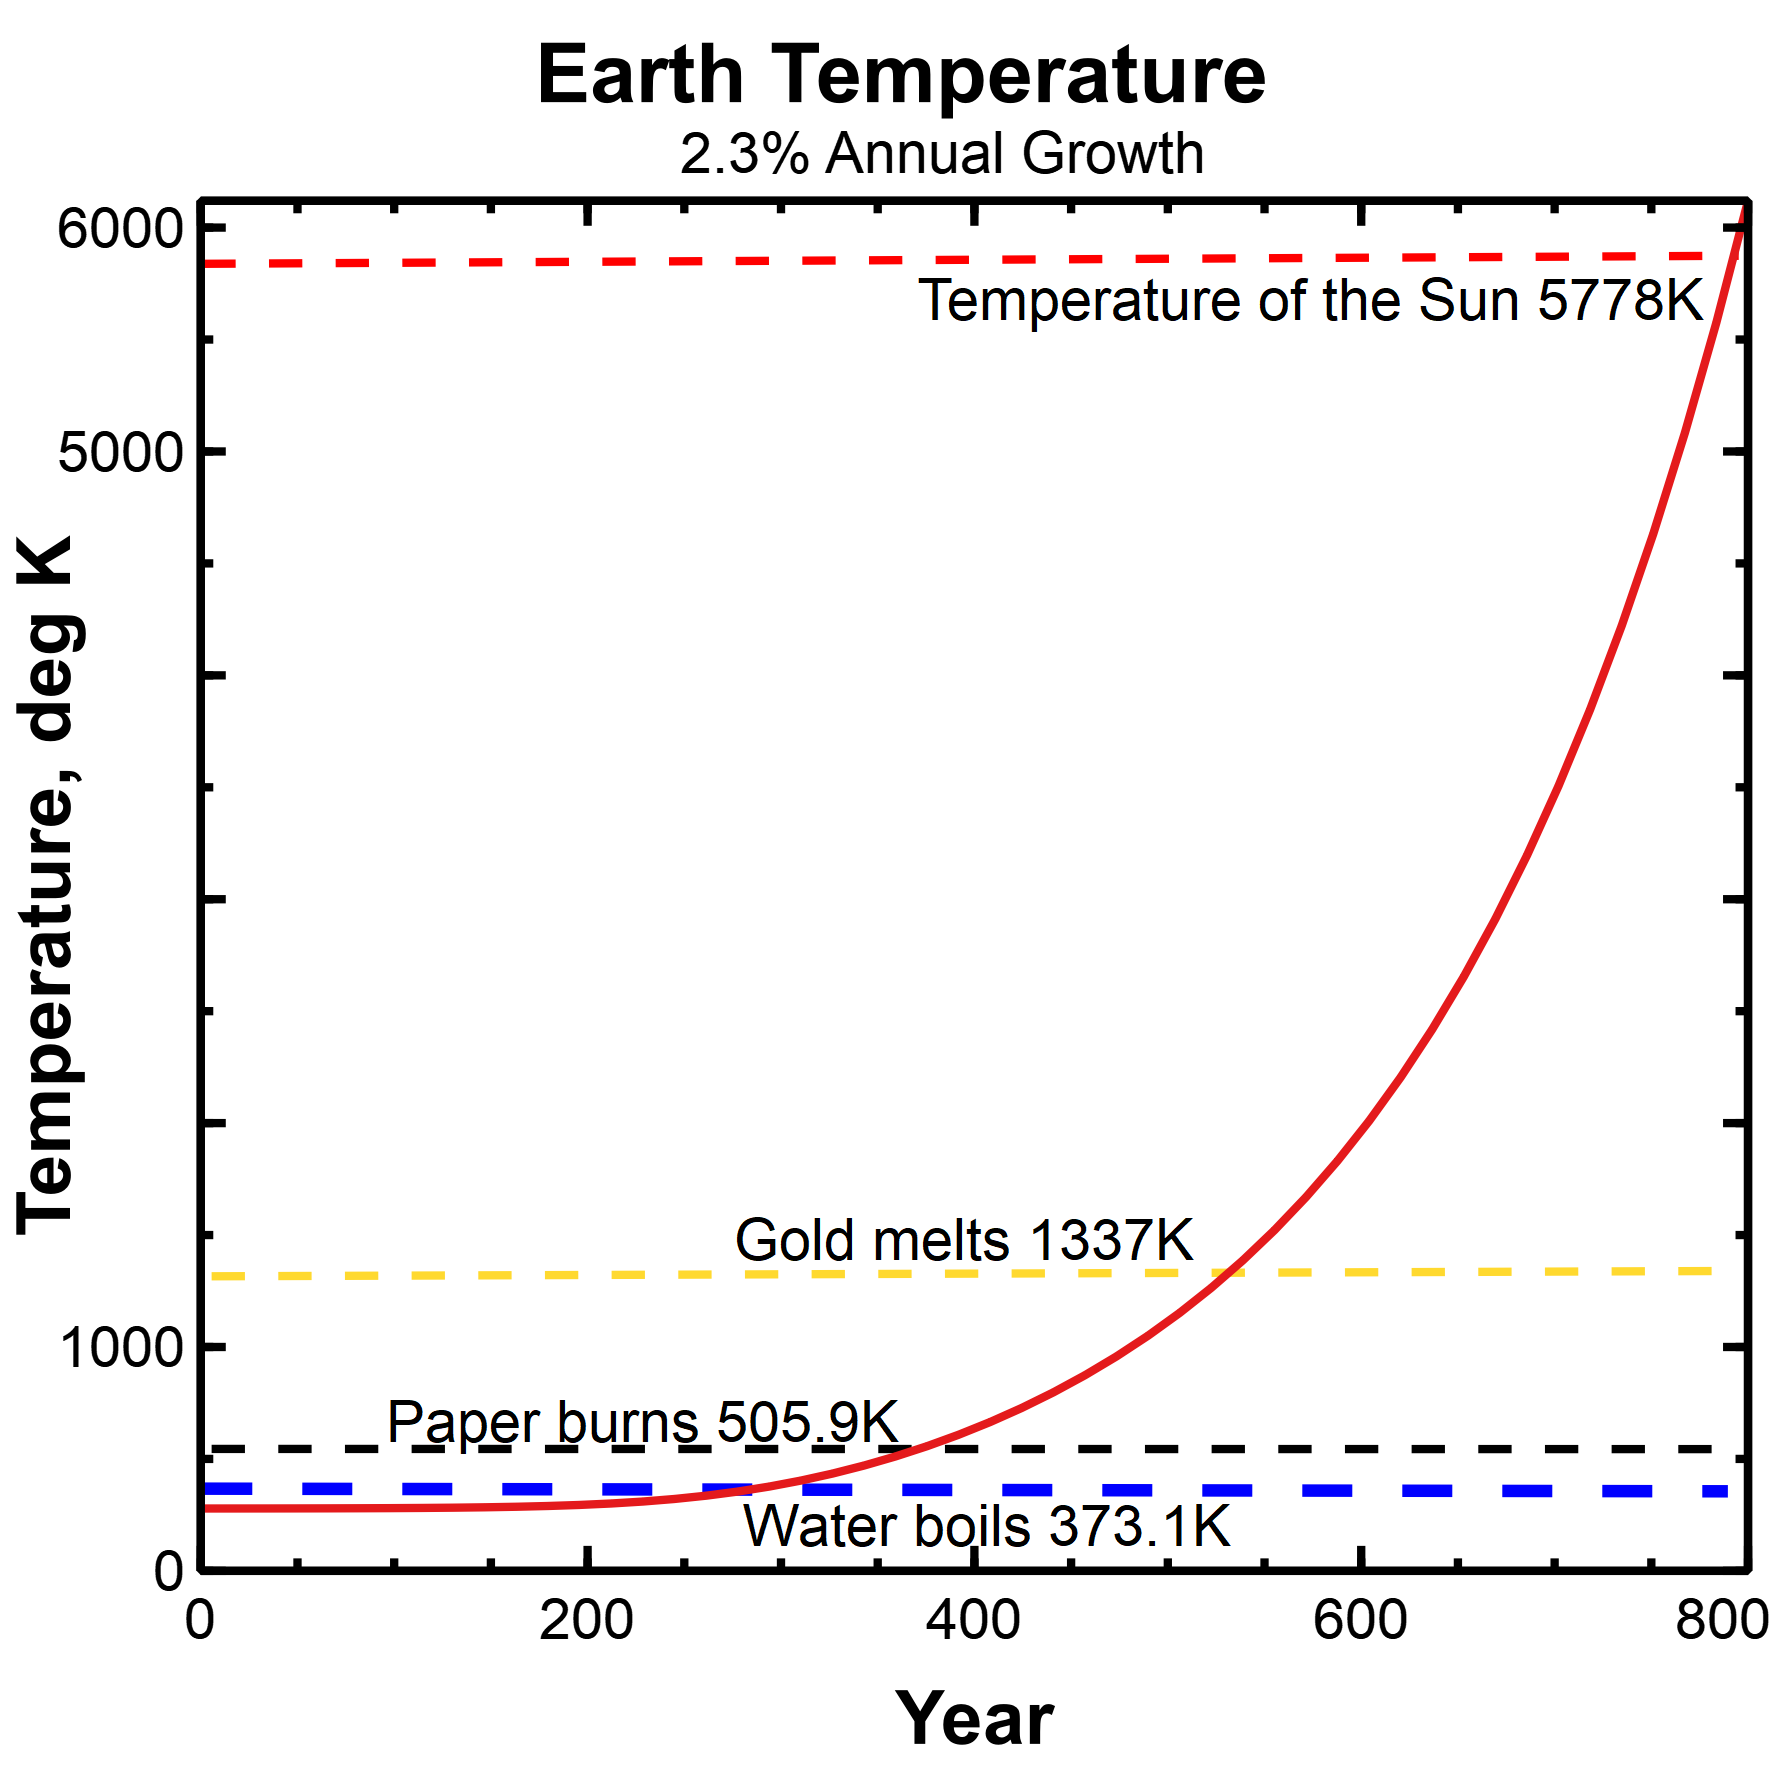 Earth Temperature
2.3% Annual Growth
6000
Temperature of the Sun 5778K
5000
Temperature, deg K
Gold melts 1337K
1000
Paper burns 505.9K
Water boils 373.1K
0
0 200 400 600 800
Year